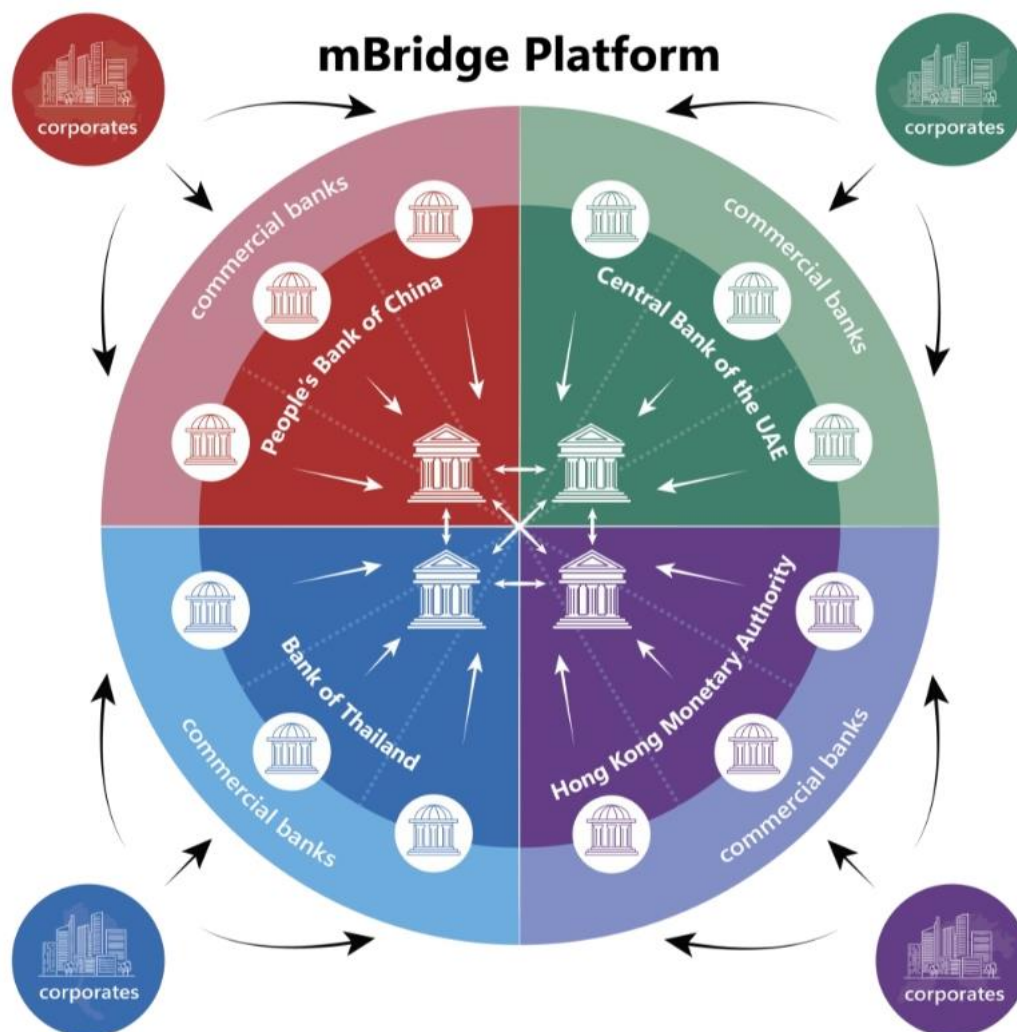 mBridge Platform
corporates
corporates
commercial banks
commercial banks
People's Bank of China
Central Bank of the UAE
Bank of Thailand
Hong Kong Monetary Authority
commercial banks
commercial banks
corporates
corporates